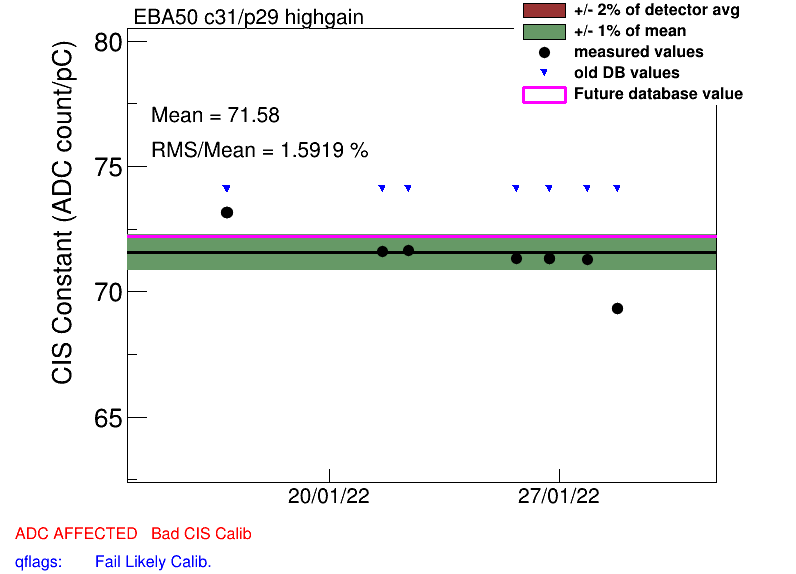 EBA50 c31/p29 highgain
+/- 2% of detector avg
+/- 1% of mean
measured values
old DB values
Future database value
Mean = 71.58
RMS/Mean = 1.5919 %
CIS Constant (ADC count/pC)
80
75
70
65
20/01/22 27/01/22
ADC AFFECTED Bad CIS Calib
qflags: Fail Likely Calib.